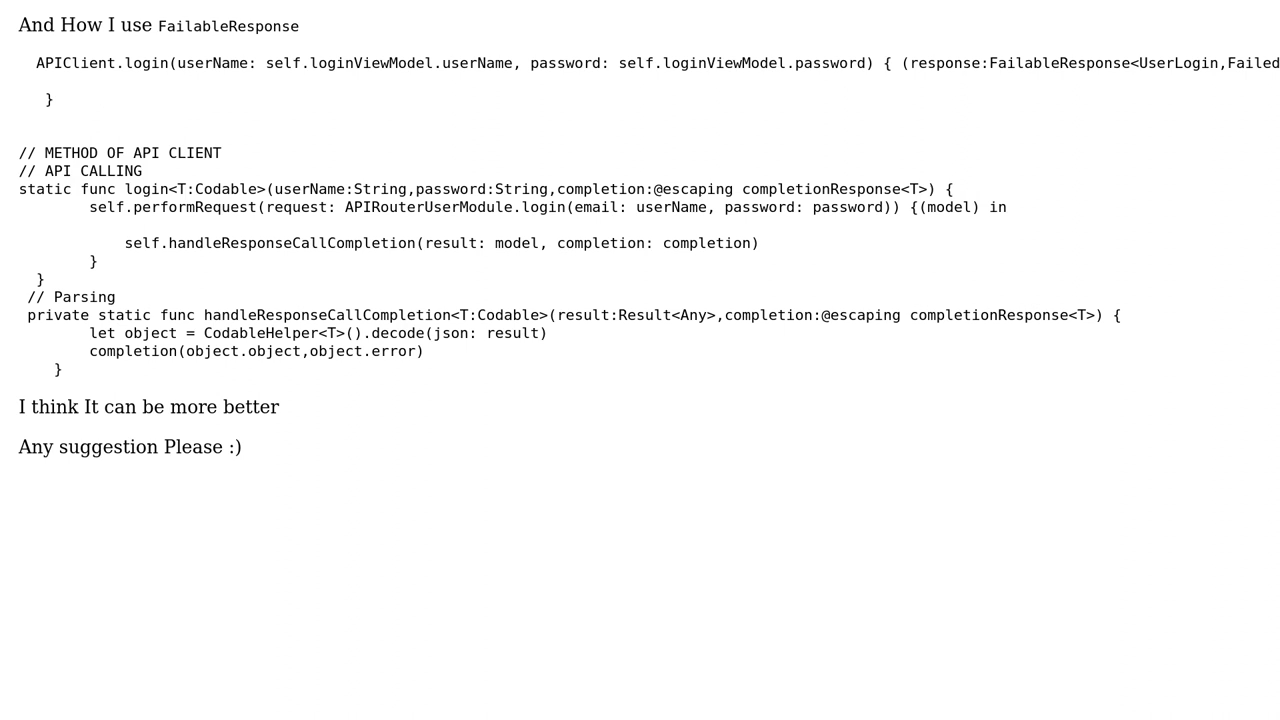 And How I use FailableResponse
APIClient.login(userName: self.loginViewModel.userName, password: self.loginViewModel.password) { (response:FailableResponse<UserLogin,Failed
}
// METHOD OF API CLIENT
// API CALLING
static func login<T:Codable>(userName:String,password:String,completion:@escaping completionResponse<T>) {
self.performRequest(request: APIRouterUserModule.login(email: userName, password: password)) {(model) in
self.handleResponseCallCompletion(result: model, completion: completion)
}
}
// Parsing
private static func handleResponseCallCompletion<T:Codable>(result:Result<Any>,completion:@escaping completionResponse<T>) {
let object = CodableHelper<T>().decode(json: result)
completion(object.object,object.error)
}
I think It can be more better
Any suggestion Please :)